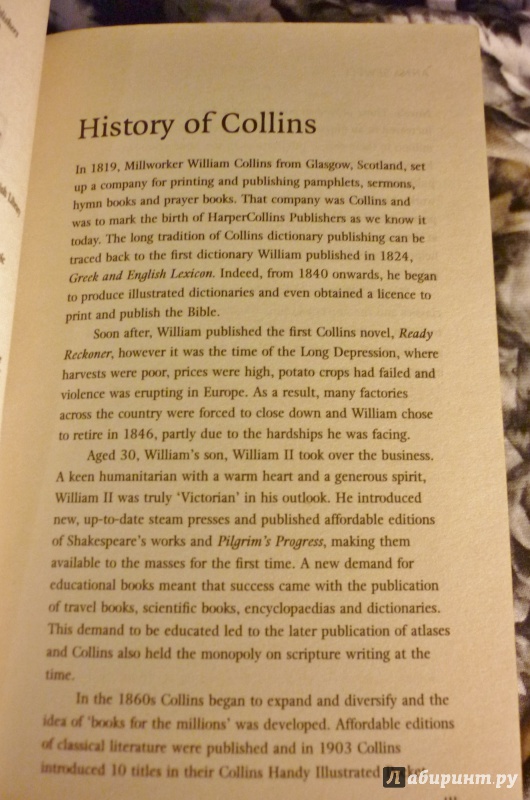 History of Collins
In 1819, Millworker William Collins from Glasgow, Scotland, set
up a company for printing and publishing pamphlets, sermons,
hymn books and prayer books. That company was Collins and
was to mark the birth of HarperCollins Publishers as we know it
today. The long tradition of Collins dictionary publishing can be
traced back to the first dictionary William published in 1824,
Greek and English Lexicon. Indeed, from 1840 onwards, he began
to produce illustrated dictionaries and even obtained a licence to
print and publish the Bible.
Soon after, William published the first Collins novel, Ready
Reckoner, however it was the time of the Long Depression, where
harvests were poor, prices were high, potato crops had failed and
violence was erupting in Europe. As a result, many factories
across the country were forced to close down and William chose
to retire in 1846, partly due to the hardships he was facing.
Aged 30, William's son, William II took over the business.
A keen humanitarian with a warm heart and a generous spirit,
William II was truly 'Victorian' in his outlook. He introduced
new, up-to-date steam presses and published affordable editions
of Shakespeare's works and Pilgrim's Progress, making them
available to the masses for the first time. A new demand for
educational books meant that success came with the publication
of travel books, scientific books, encyclopaedias and dictionaries.
This demand to be educated led to the later publication of atlases
and Collins also held the monopoly on scripture writing at the
time.
In the 1860s Collins began to expand and diversify and the
idea of 'books for the millions' was developed. Affordable editions
of classical literature were published and in 1903 Collins
introduced 10 titles in their Collins Handy Illustrated
Лабиринт.ру